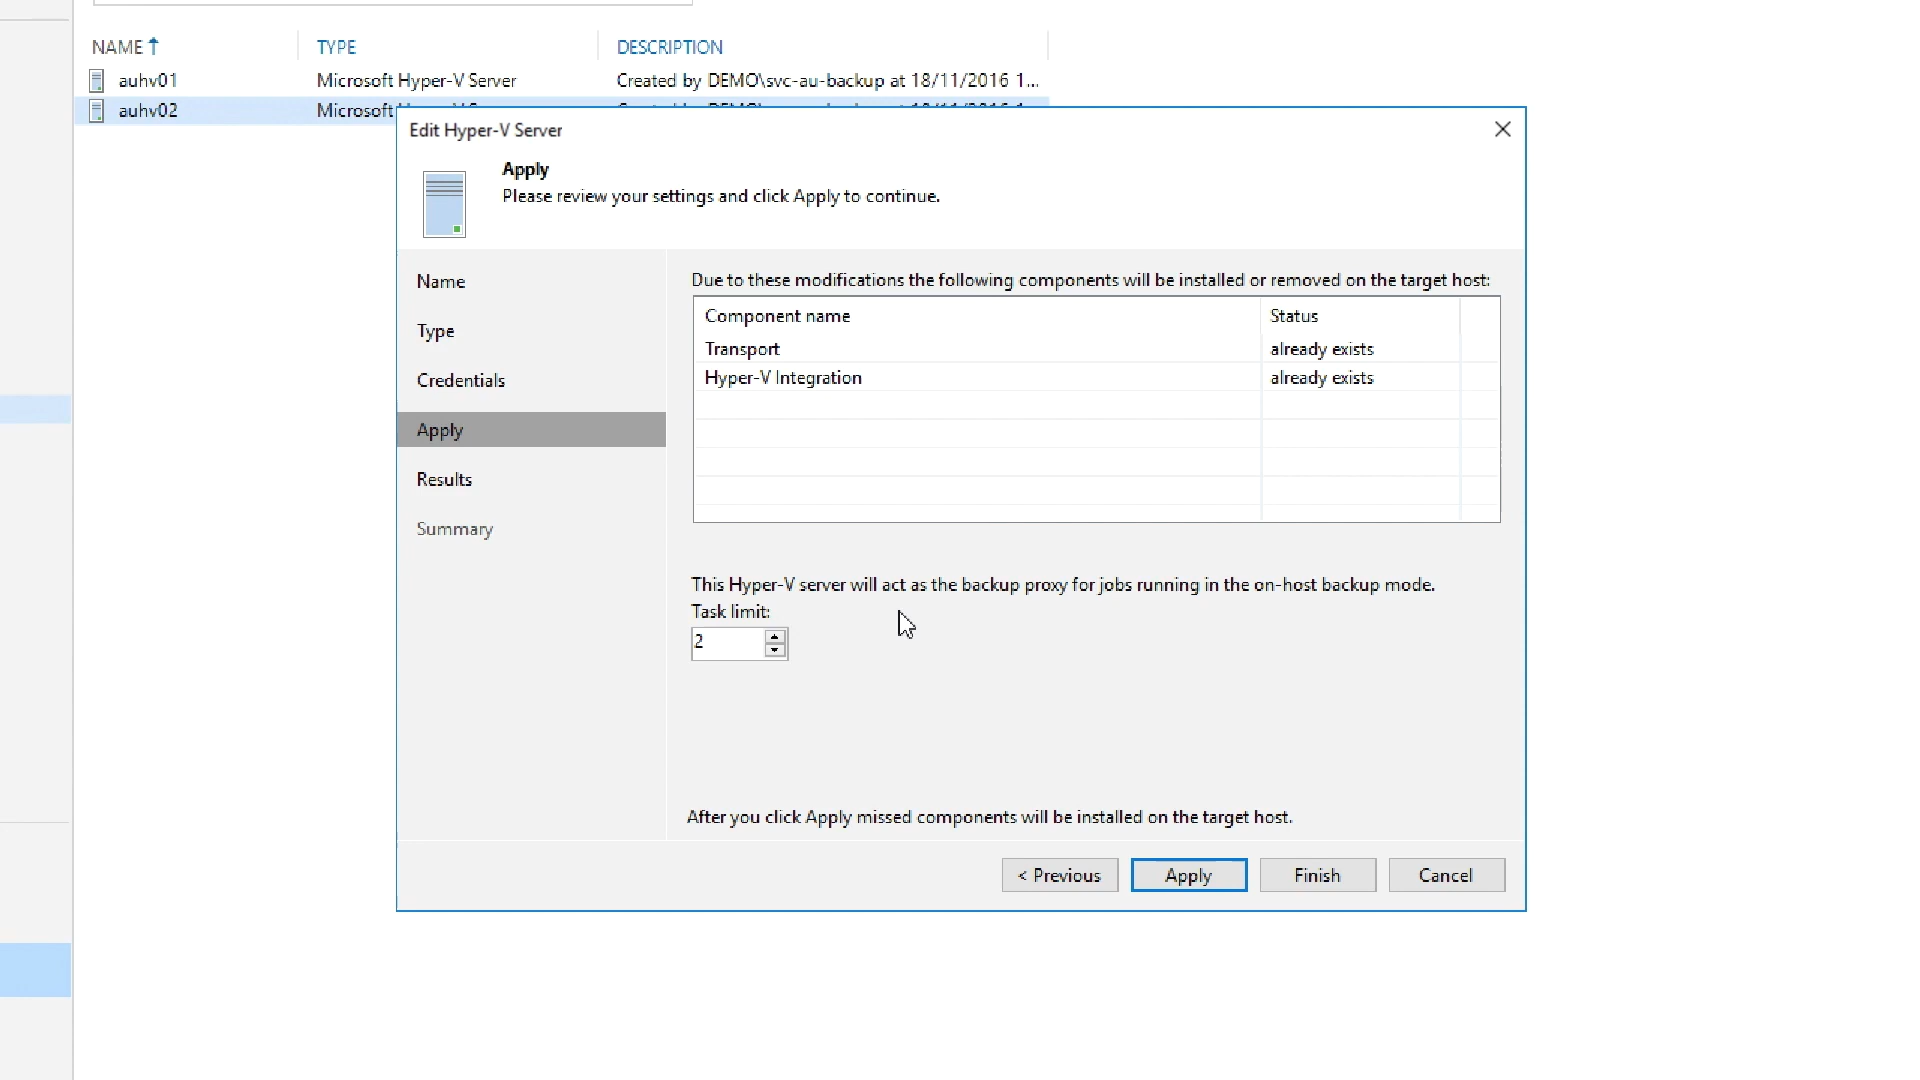 NAME TYPE DESCRIPTION
auhv01 Microsoft Hyper-V Server Created by DEMO\svc-au-backup at 18/11/2016 1...
auhv02 Microsoft
Edit Hyper-V Server
Apply
Please review your settings and click Apply to continue.
Name
Type
Credentials
Apply
Results
Summary
Due to these modifications the following components will be installed or removed on the target host:
Component name Status
Transport already exists
Hyper-V Integration already exists
This Hyper-V server will act as the backup proxy for jobs running in the on-host backup mode.
Task limit:
2
After you click Apply missed components will be installed on the target host.
< Previous Apply Finish Cancel